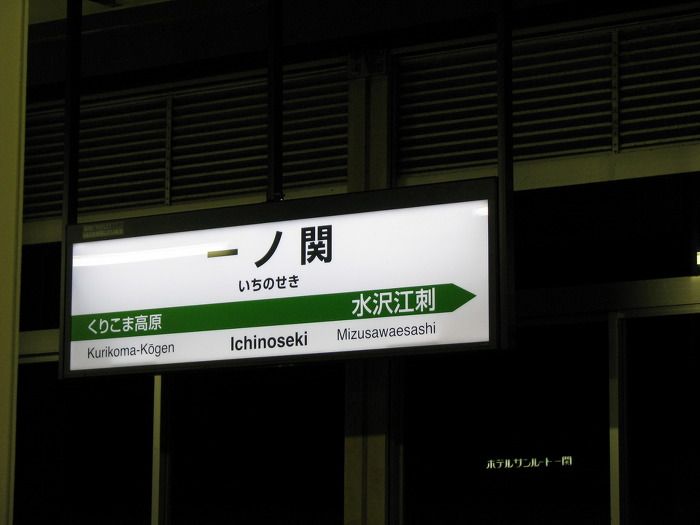 一ノ関
いちのせき
くりこま高原 水沢江刺
Kurikoma-Kōgen Ichinoseki Mizusawaesashi
ホテルサンルート一関